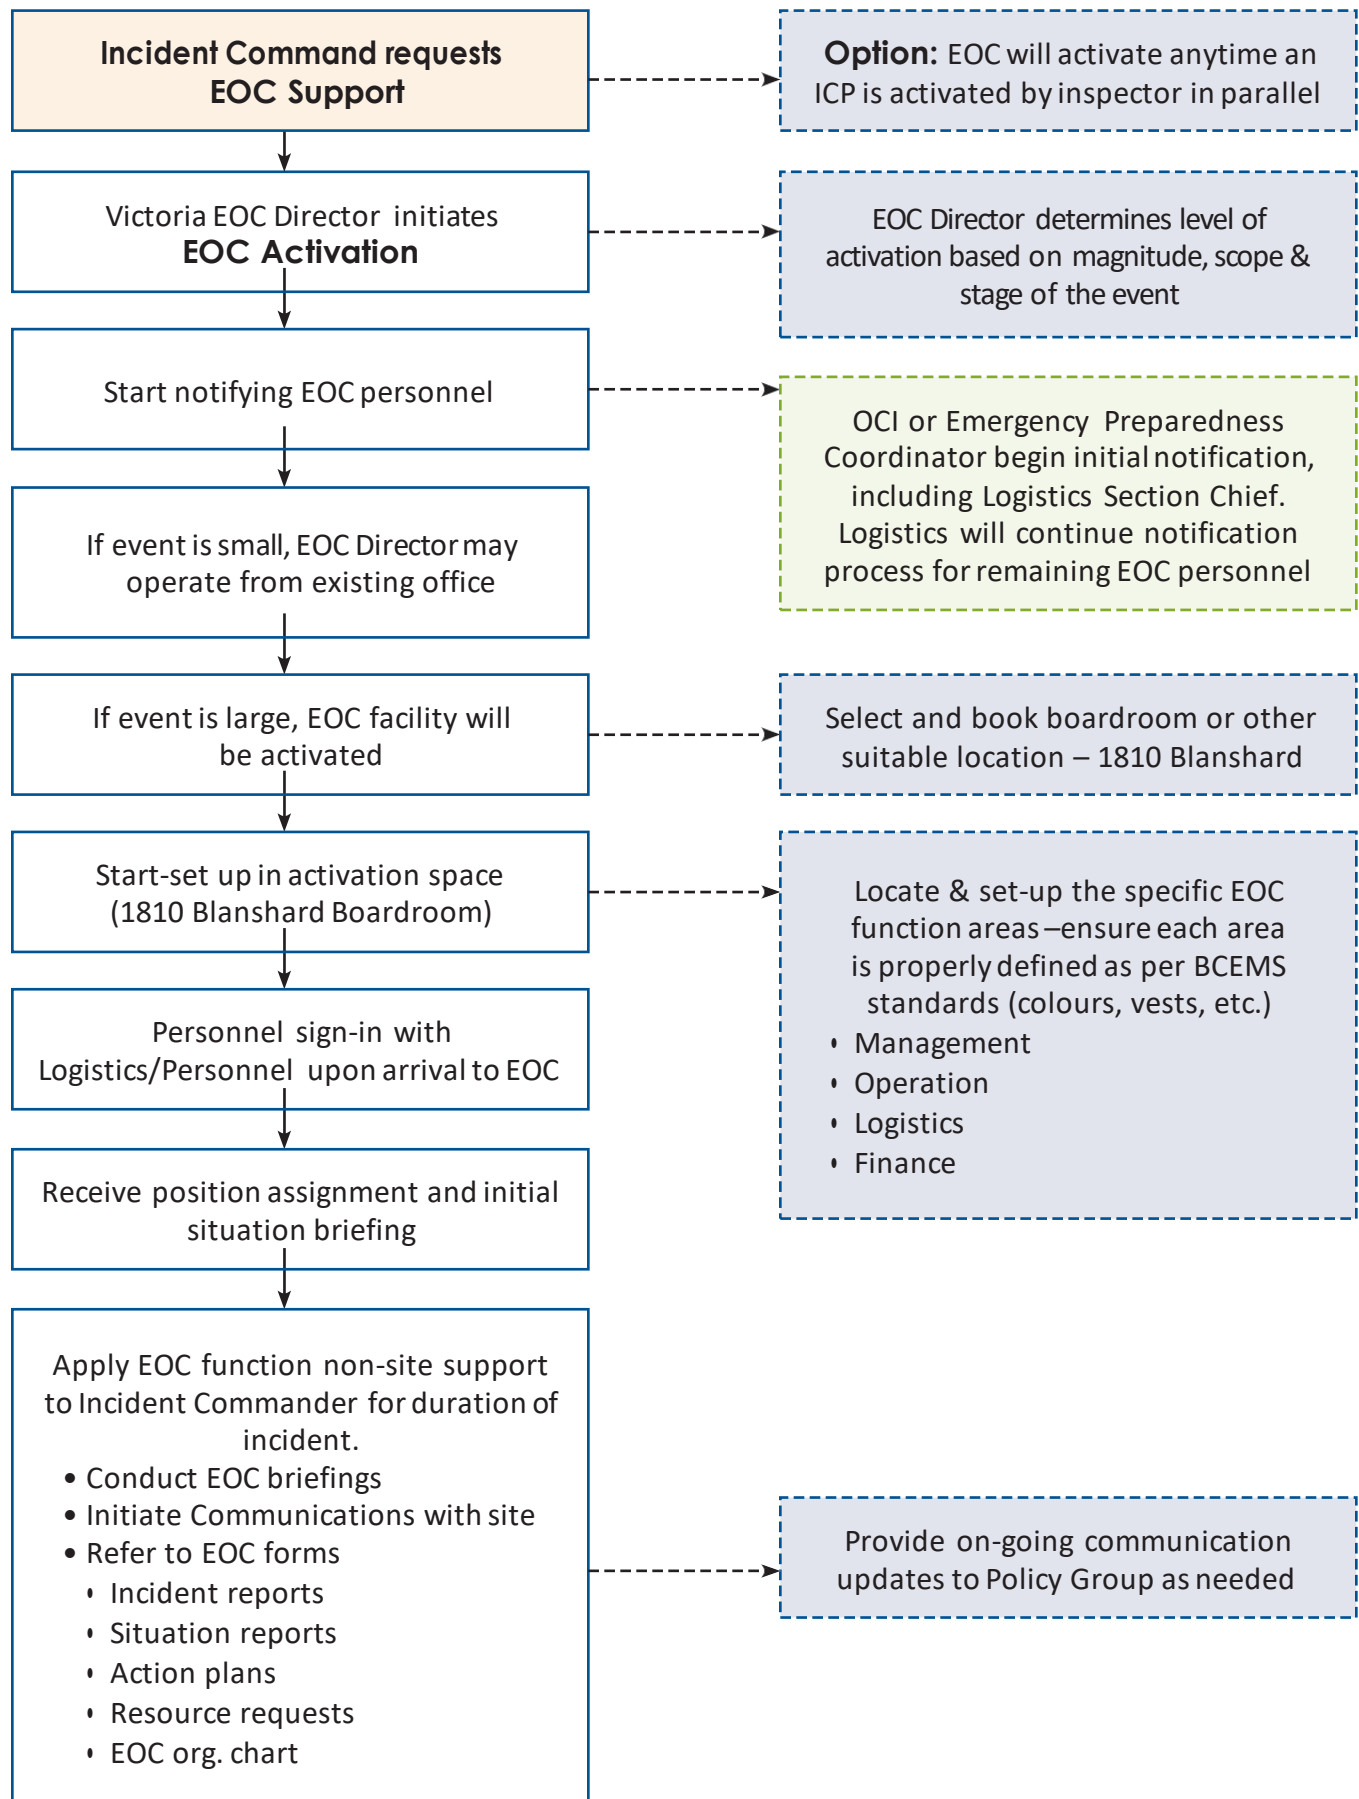 Incident Command requests
EOC Support
Option: EOC will activate anytime an
ICP is activated by inspector in parallel
Victoria EOC Director initiates
EOC Activation
EOC Director determines level of
activation based on magnitude, scope &
stage of the event
Start notifying EOC personnel
OCI or Emergency Preparedness
Coordinator begin initial notification,
including Logistics Section Chief.
Logistics will continue notification
process for remaining EOC personnel
If event is small, EOC Director may
operate from existing office
If event is large, EOC facility will
be activated
Select and book boardroom or other
suitable location – 1810 Blanshard
Start-set up in activation space
(1810 Blanshard Boardroom)
Locate & set-up the specific EOC
function areas –ensure each area
is properly defined as per BCEMS
standards (colours, vests, etc.)
• Management
• Operation
• Logistics
• Finance
Personnel sign-in with
Logistics/Personnel upon arrival to EOC
Receive position assignment and initial
situation briefing
Apply EOC function non-site support
to Incident Commander for duration of
incident.
• Conduct EOC briefings
• Initiate Communications with site
• Refer to EOC forms
• Incident reports
• Situation reports
• Action plans
• Resource requests
• EOC org. chart
Provide on-going communication
updates to Policy Group as needed